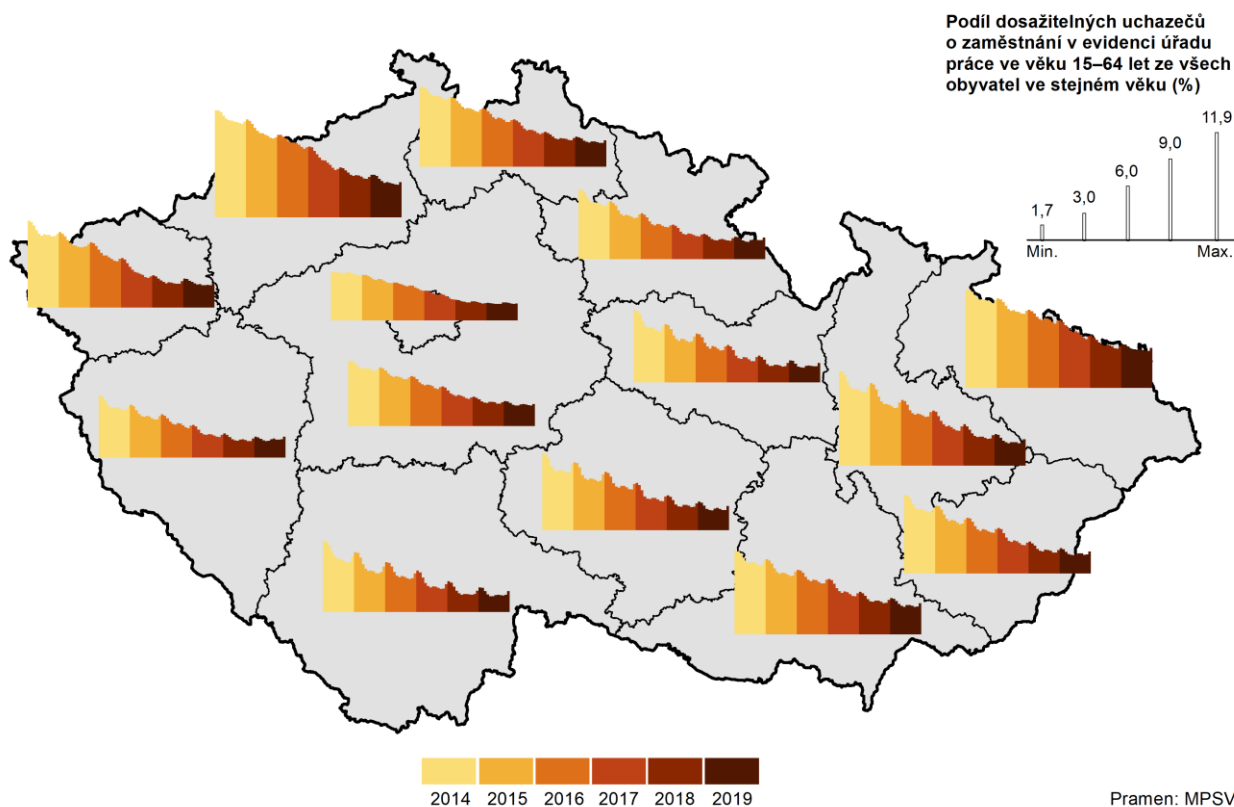 Podíl dosažitelných uchazečů
o zaměstnání v evidenci úřadu
práce ve věku 15–64 let ze všech
obyvatel ve stejném věku (%)
11,9
9,0
6,0
3,0
1,7
Min.
Max.
2014 2015 2016 2017 2018 2019
Pramen: MPSV